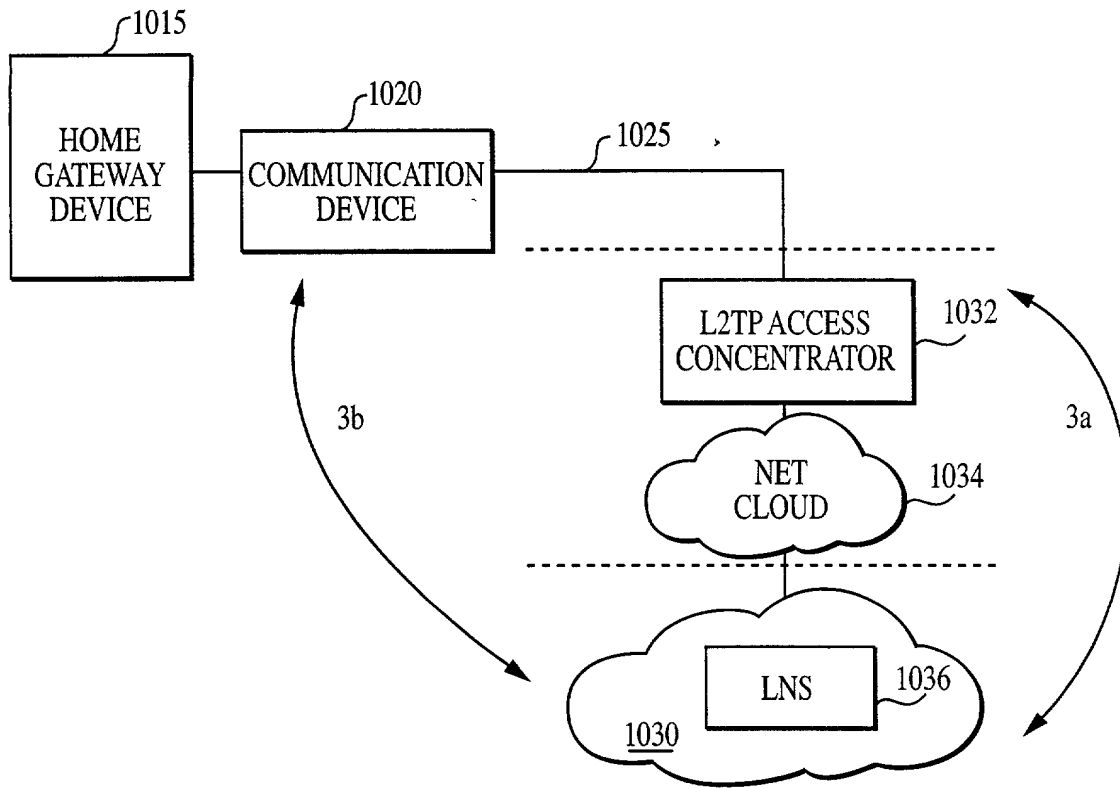 1015
HOME
GATEWAY
DEVICE
1020
COMMUNICATION
DEVICE
1025
L2TP ACCESS
CONCENTRATOR
1032
3b
3a
NET
CLOUD
1034
LNS
1036
1030